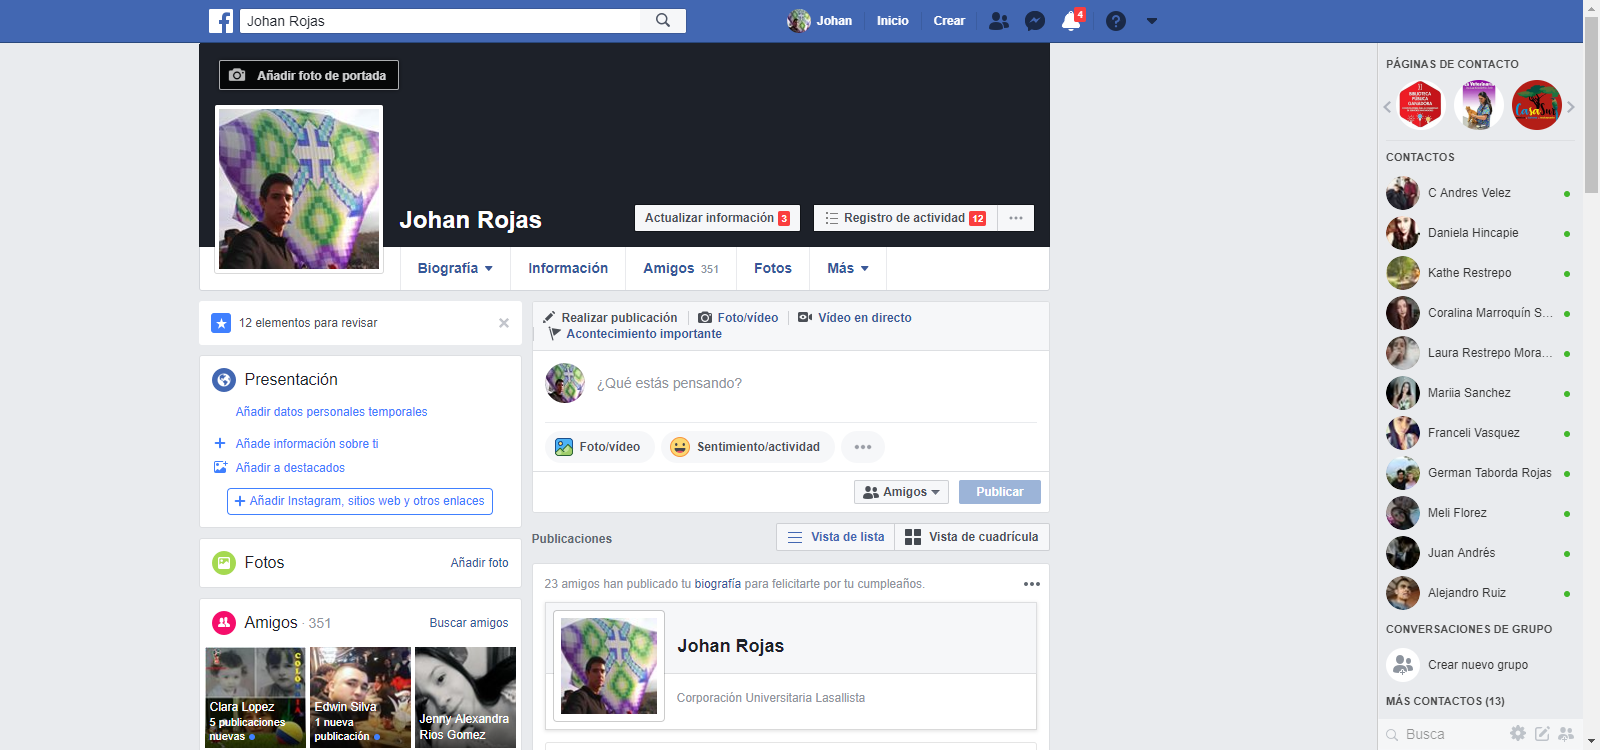 Johan Rojas
Johan
Inicio
Crear
4
Añadir foto de portada
Johan Rojas
Actualizar información 3
Registro de actividad 12
Biografía
Información
Amigos 351
Fotos
Más
12 elementos para revisar
Presentación
Añadir datos personales temporales
Añade información sobre ti
Añadir a destacados
Añadir Instagram, sitios web y otros enlaces
Fotos
Añadir foto
Amigos · 351
Buscar amigos
Clara Lopez
5 publicaciones
nuevas
Edwin Silva
1 nueva
publicación
Jenny Alexandra
Rios Gomez
Realizar publicación
Foto/vídeo
Vídeo en directo
Acontecimiento importante
¿Qué estás pensando?
Foto/vídeo
Sentimiento/actividad
Amigos
Publicar
Publicaciones
Vista de lista
Vista de cuadrícula
23 amigos han publicado tu biografía para felicitarte por tu cumpleaños.
Johan Rojas
Corporación Universitaria Lasallista
PÁGINAS DE CONTACTO
BIBLIOTECA
PÚBLICA
GANADORA
CaSaSur
CONTACTOS
C Andres Velez
Daniela Hincapie
Kathe Restrepo
Coralina Marroquín S...
Laura Restrepo Mora...
Mariia Sanchez
Franceli Vasquez
German Taborda Rojas
Meli Florez
Juan Andrés
Alejandro Ruiz
CONVERSACIONES DE GRUPO
Crear nuevo grupo
MÁS CONTACTOS (13)
Busca